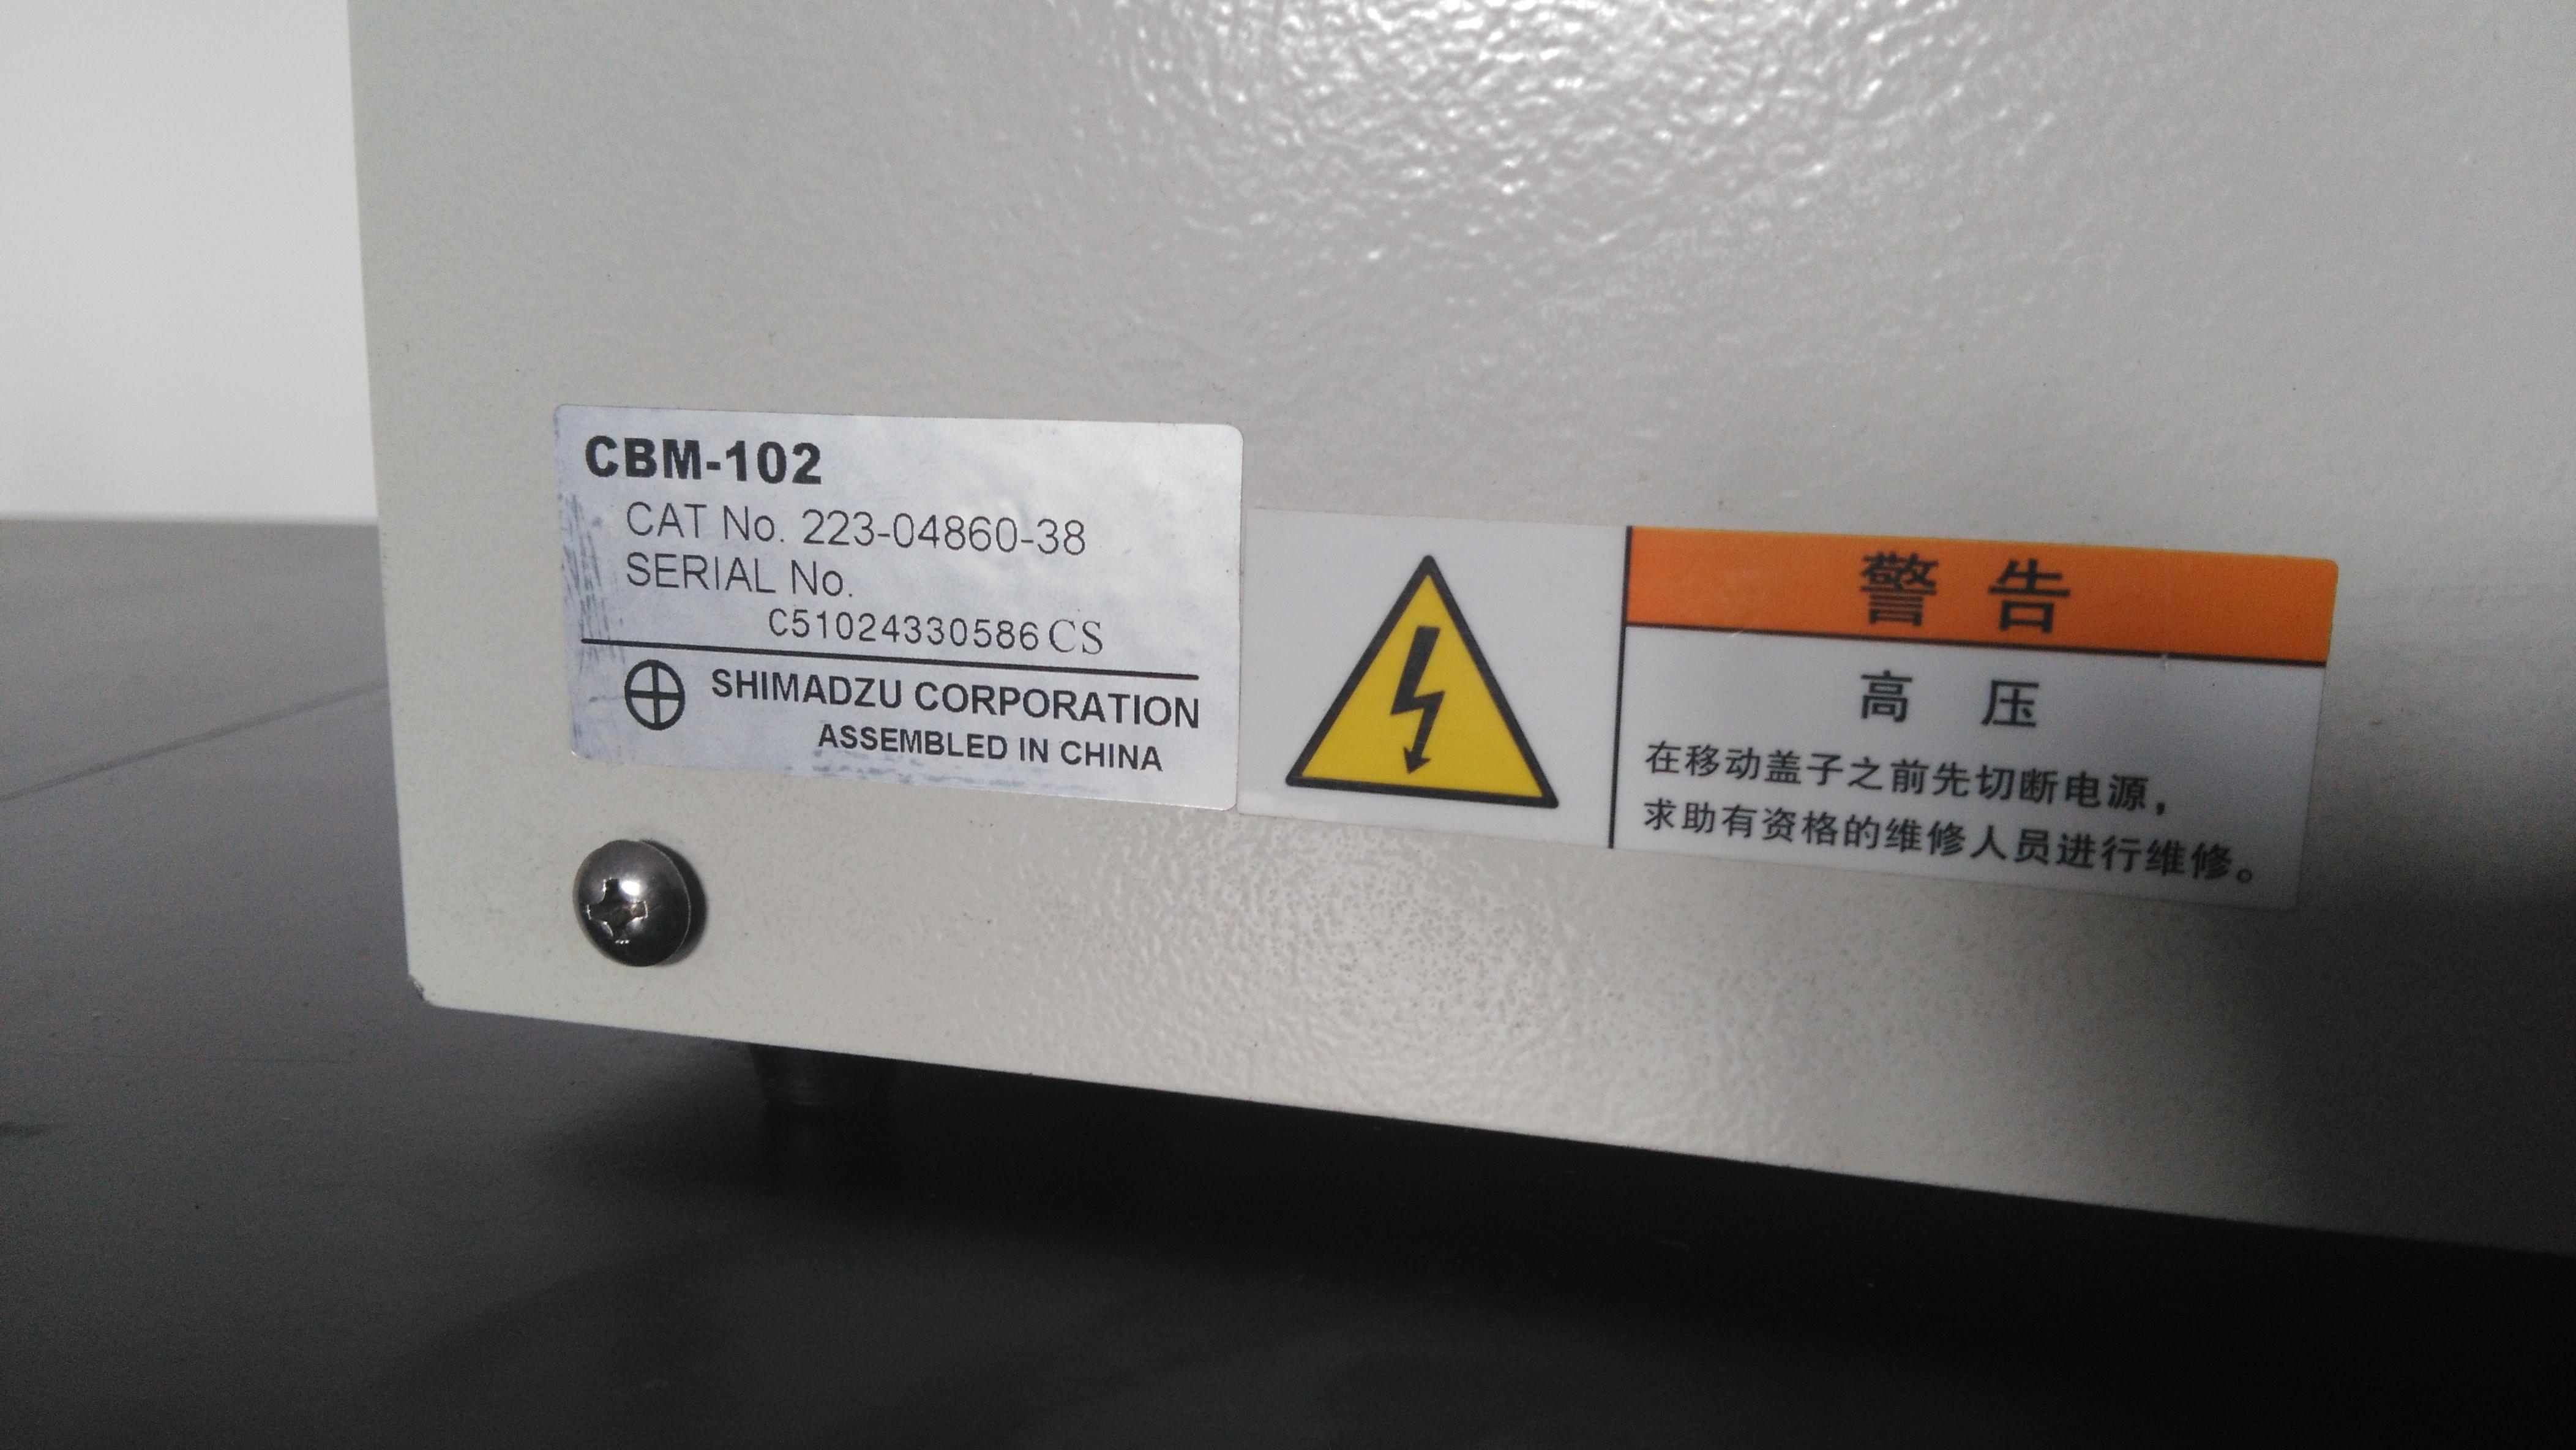 CBM-102
CAT No. 223-04860-38
SERIAL No.
C51024330586 CS
SHIMADZU CORPORATION
ASSEMBLED IN CHINA
警告
高压
在移动盖子之前先切断电源，
求助有资格的维修人员进行维修。